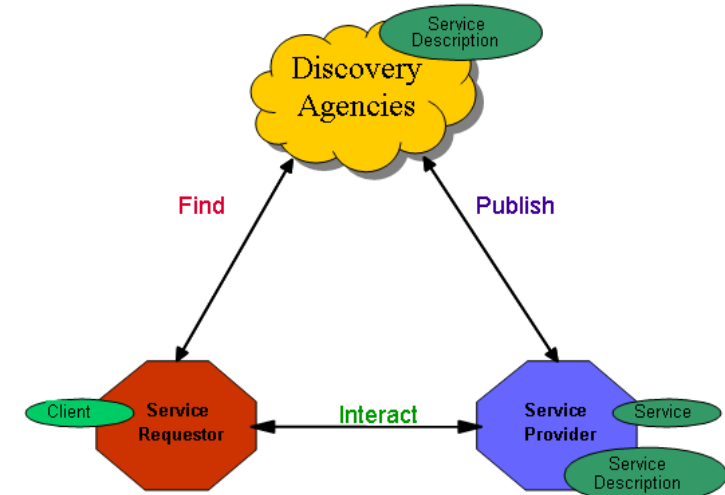 Service
Description
Discovery
Agencies
Find
Publish
Client
Service
Requestor
Interact
Service
Provider
Service
Service
Description